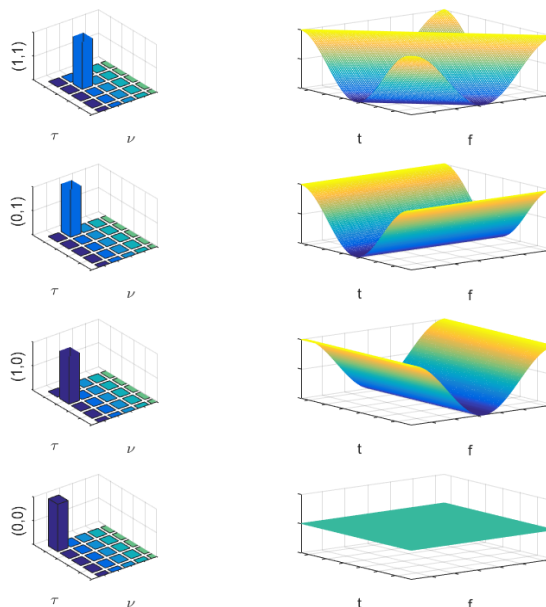 (1,1)
τ
ν
t
f
(0,1)
τ
ν
t
f
(1,0)
τ
ν
t
f
(0,0)
τ
ν
t
f